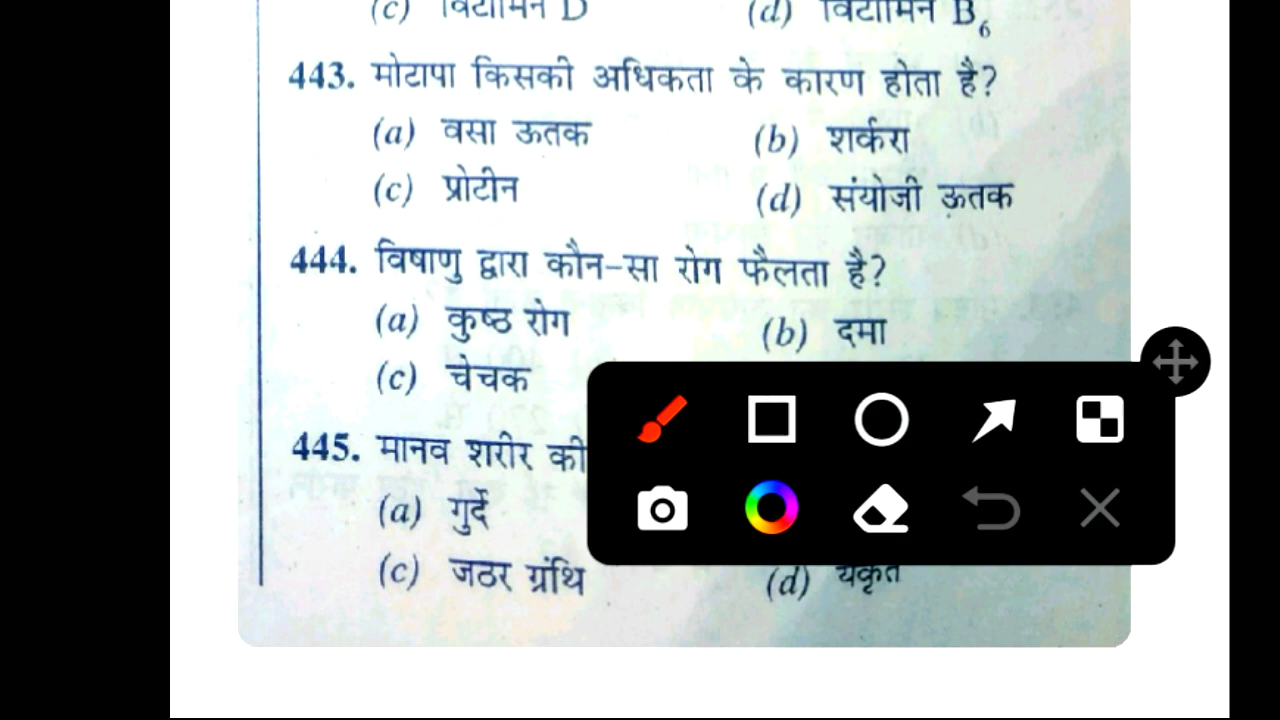 (c) विटामिन D (d) विटामिन B₆
443. मोटापा किसकी अधिकता के कारण होता है?
(a) वसा ऊतक (b) शर्करा
(c) प्रोटीन (d) संयोजी ऊतक
444. विषाणु द्वारा कौन-सा रोग फैलता है?
(a) कुष्ठ रोग (b) दमा
(c) चेचक
445. मानव शरीर की
(a) गुर्दे
(c) जठर ग्रंथि (d) यकृत